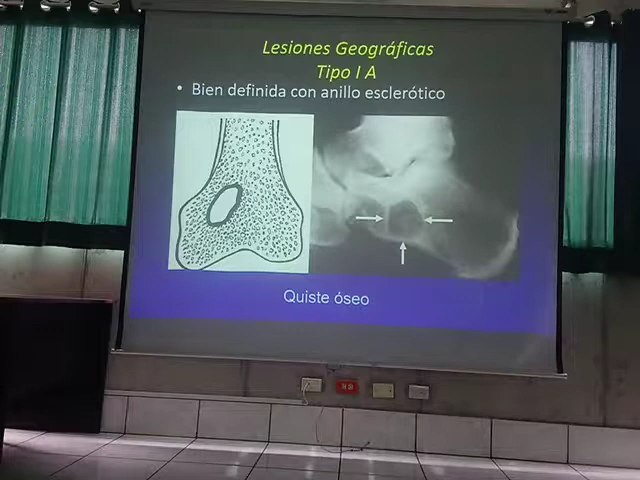 Lesiones Geográficas
Tipo I A
• Bien definida con anillo esclerótico
Quiste óseo